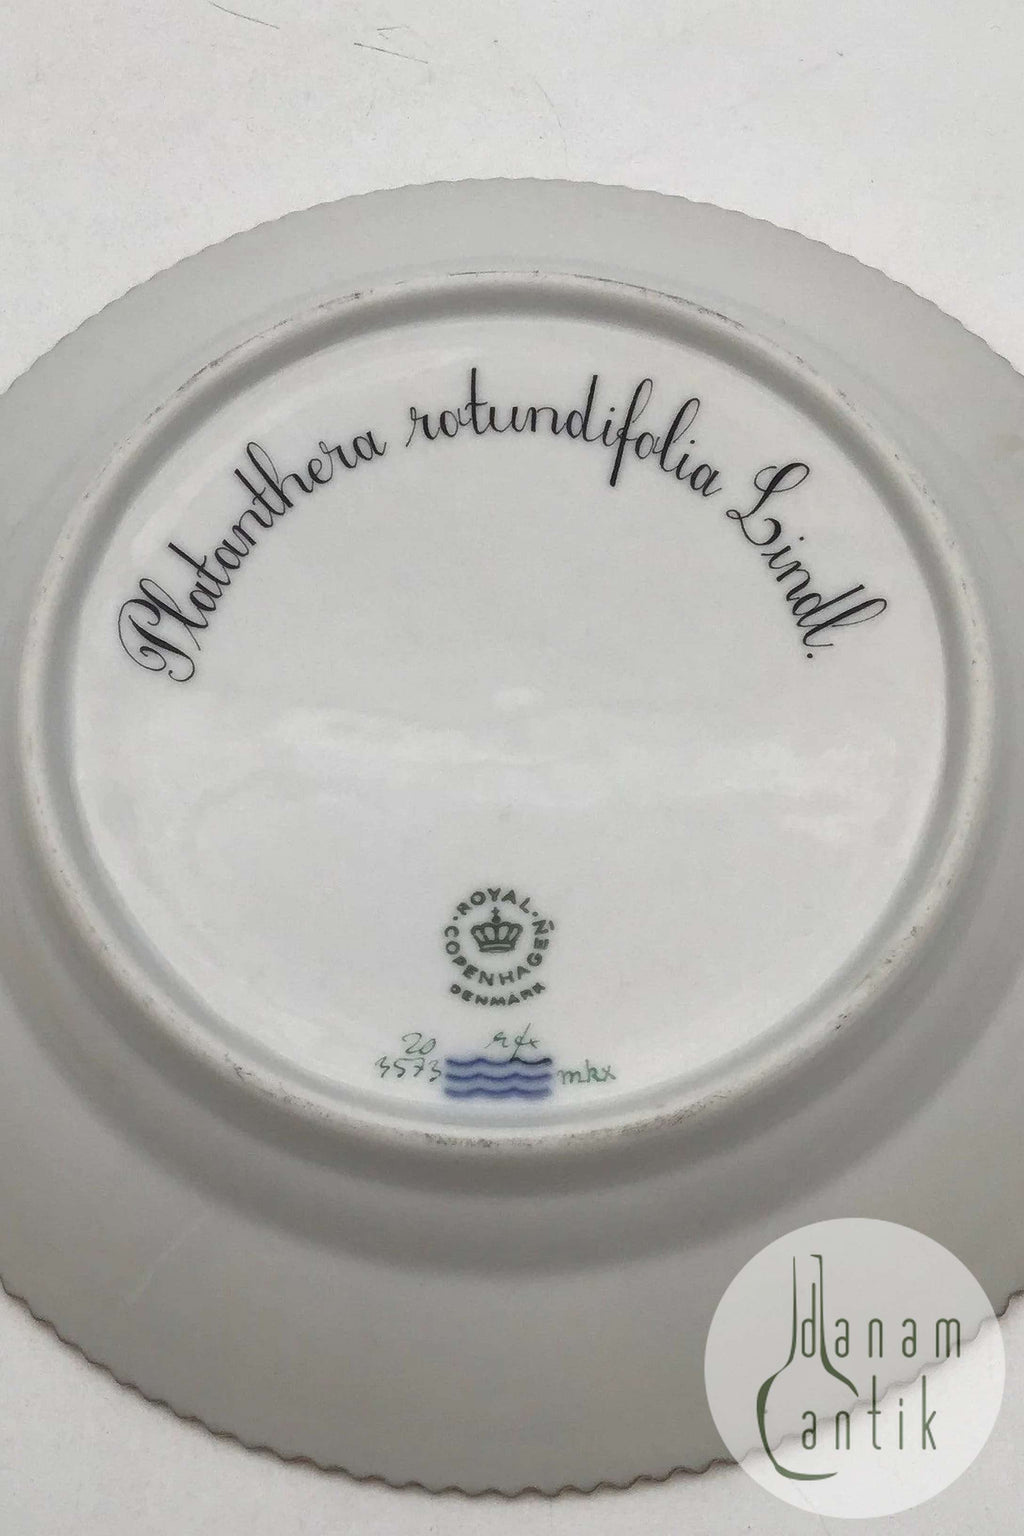 Platanthera rotundifolia Lindl.
ROYAL COPENHAGEN
DENMARK
20
3573
mkx
danam
antik